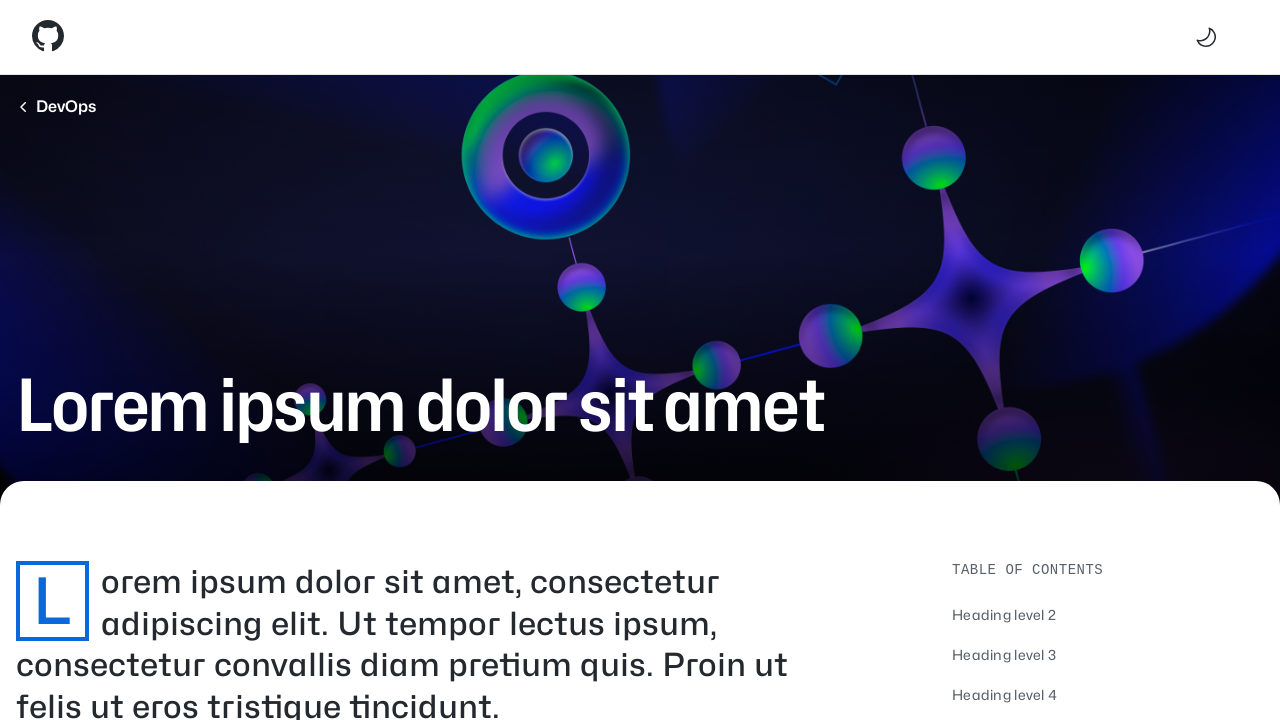 DevOps
Lorem ipsum dolor sit amet
Lorem ipsum dolor sit amet, consectetur
adipiscing elit. Ut tempor lectus ipsum,
consectetur convallis diam pretium quis. Proin ut
felis ut eros tristique tincidunt.
TABLE OF CONTENTS
Heading level 2
Heading level 3
Heading level 4